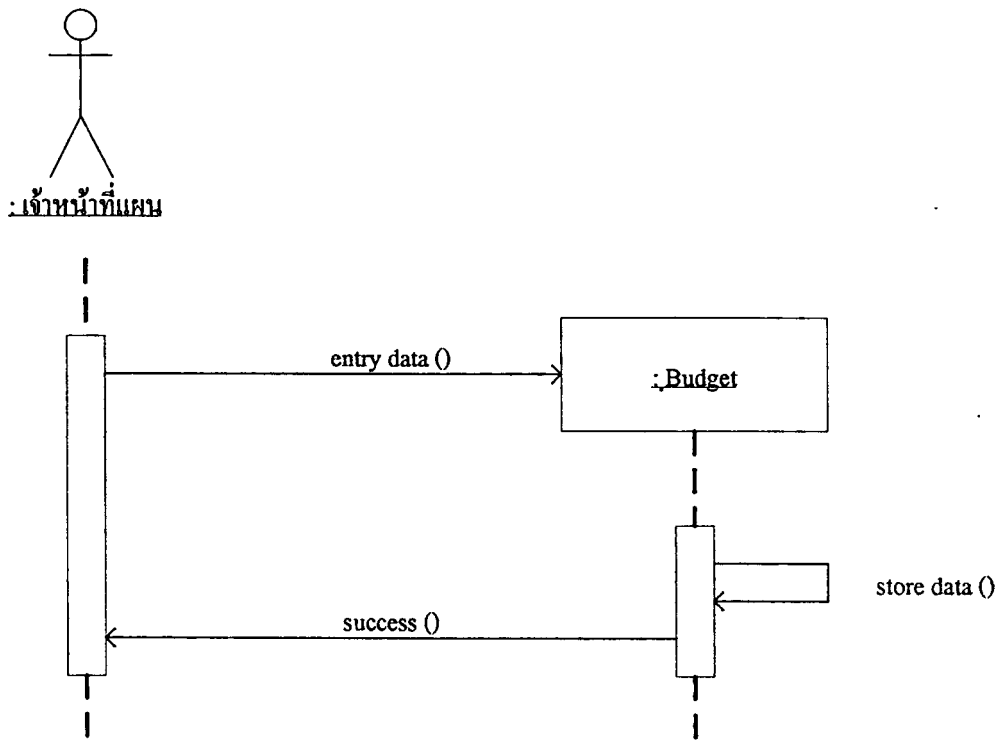 : เจ้าหน้าที่แผน
entry data ()
: Budget
store data ()
success ()